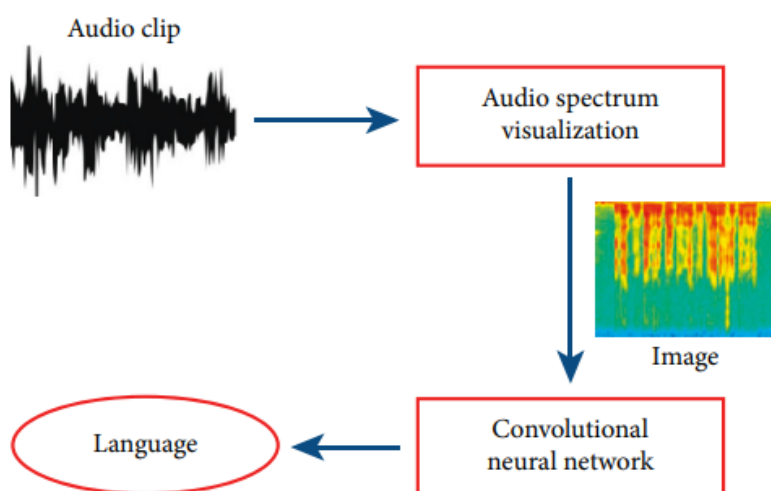 Audio clip
Audio spectrum
visualization
Image
Convolutional
neural network
Language